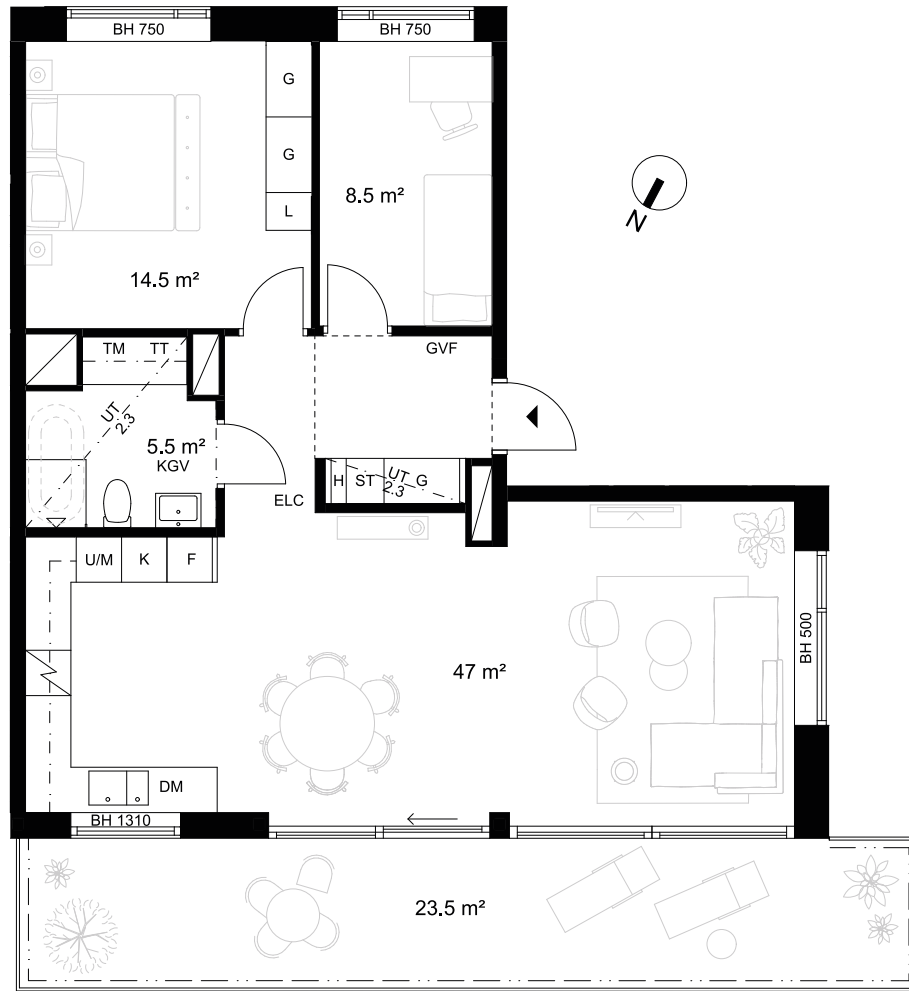 BH 750
BH 750
G
G
L
8.5 m²
14.5 m²
N
TM TT
GVF
UT
2.3
5.5 m²
KGV
H ST UT G
2.3
ELC
U/M K F
BH 500
47 m²
DM
BH 1310
23.5 m²